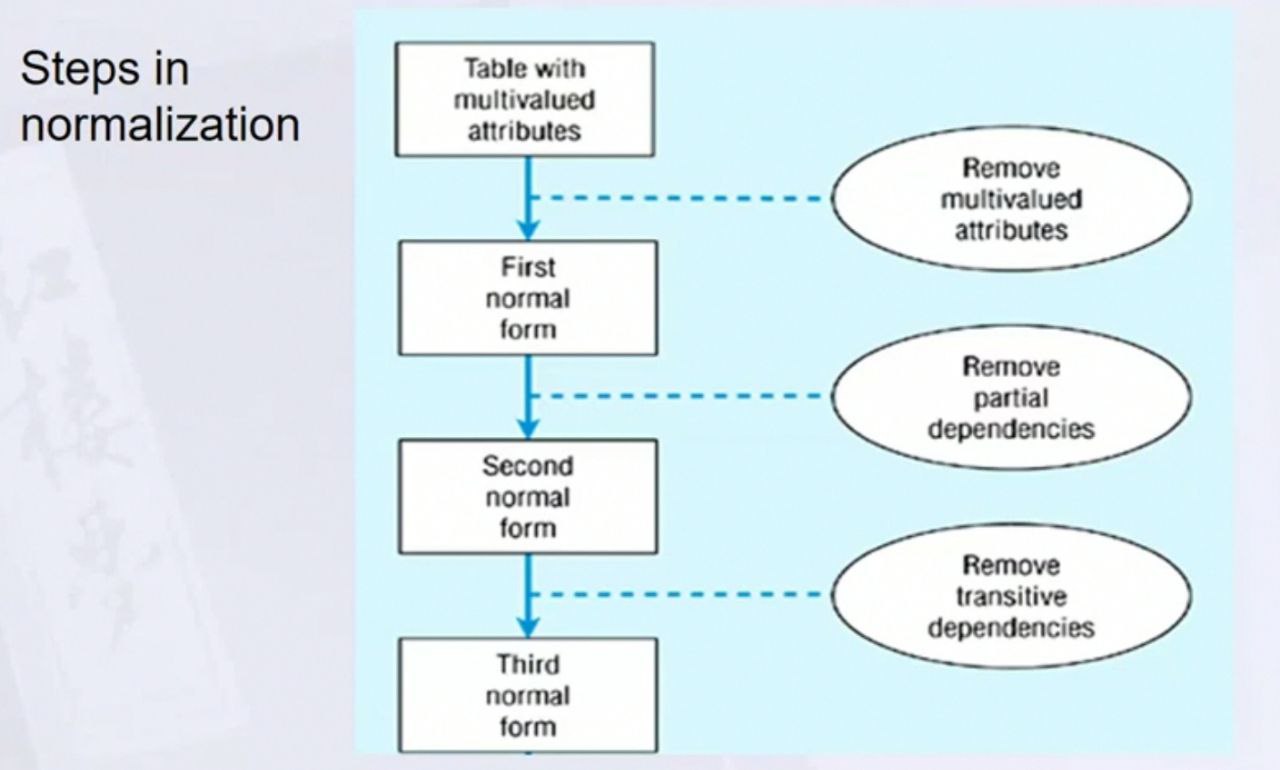 Steps in
normalization
Table with
multivalued
attributes
Remove
multivalued
attributes
First
normal
form
Remove
partial
dependencies
Second
normal
form
Remove
transitive
dependencies
Third
normal
form